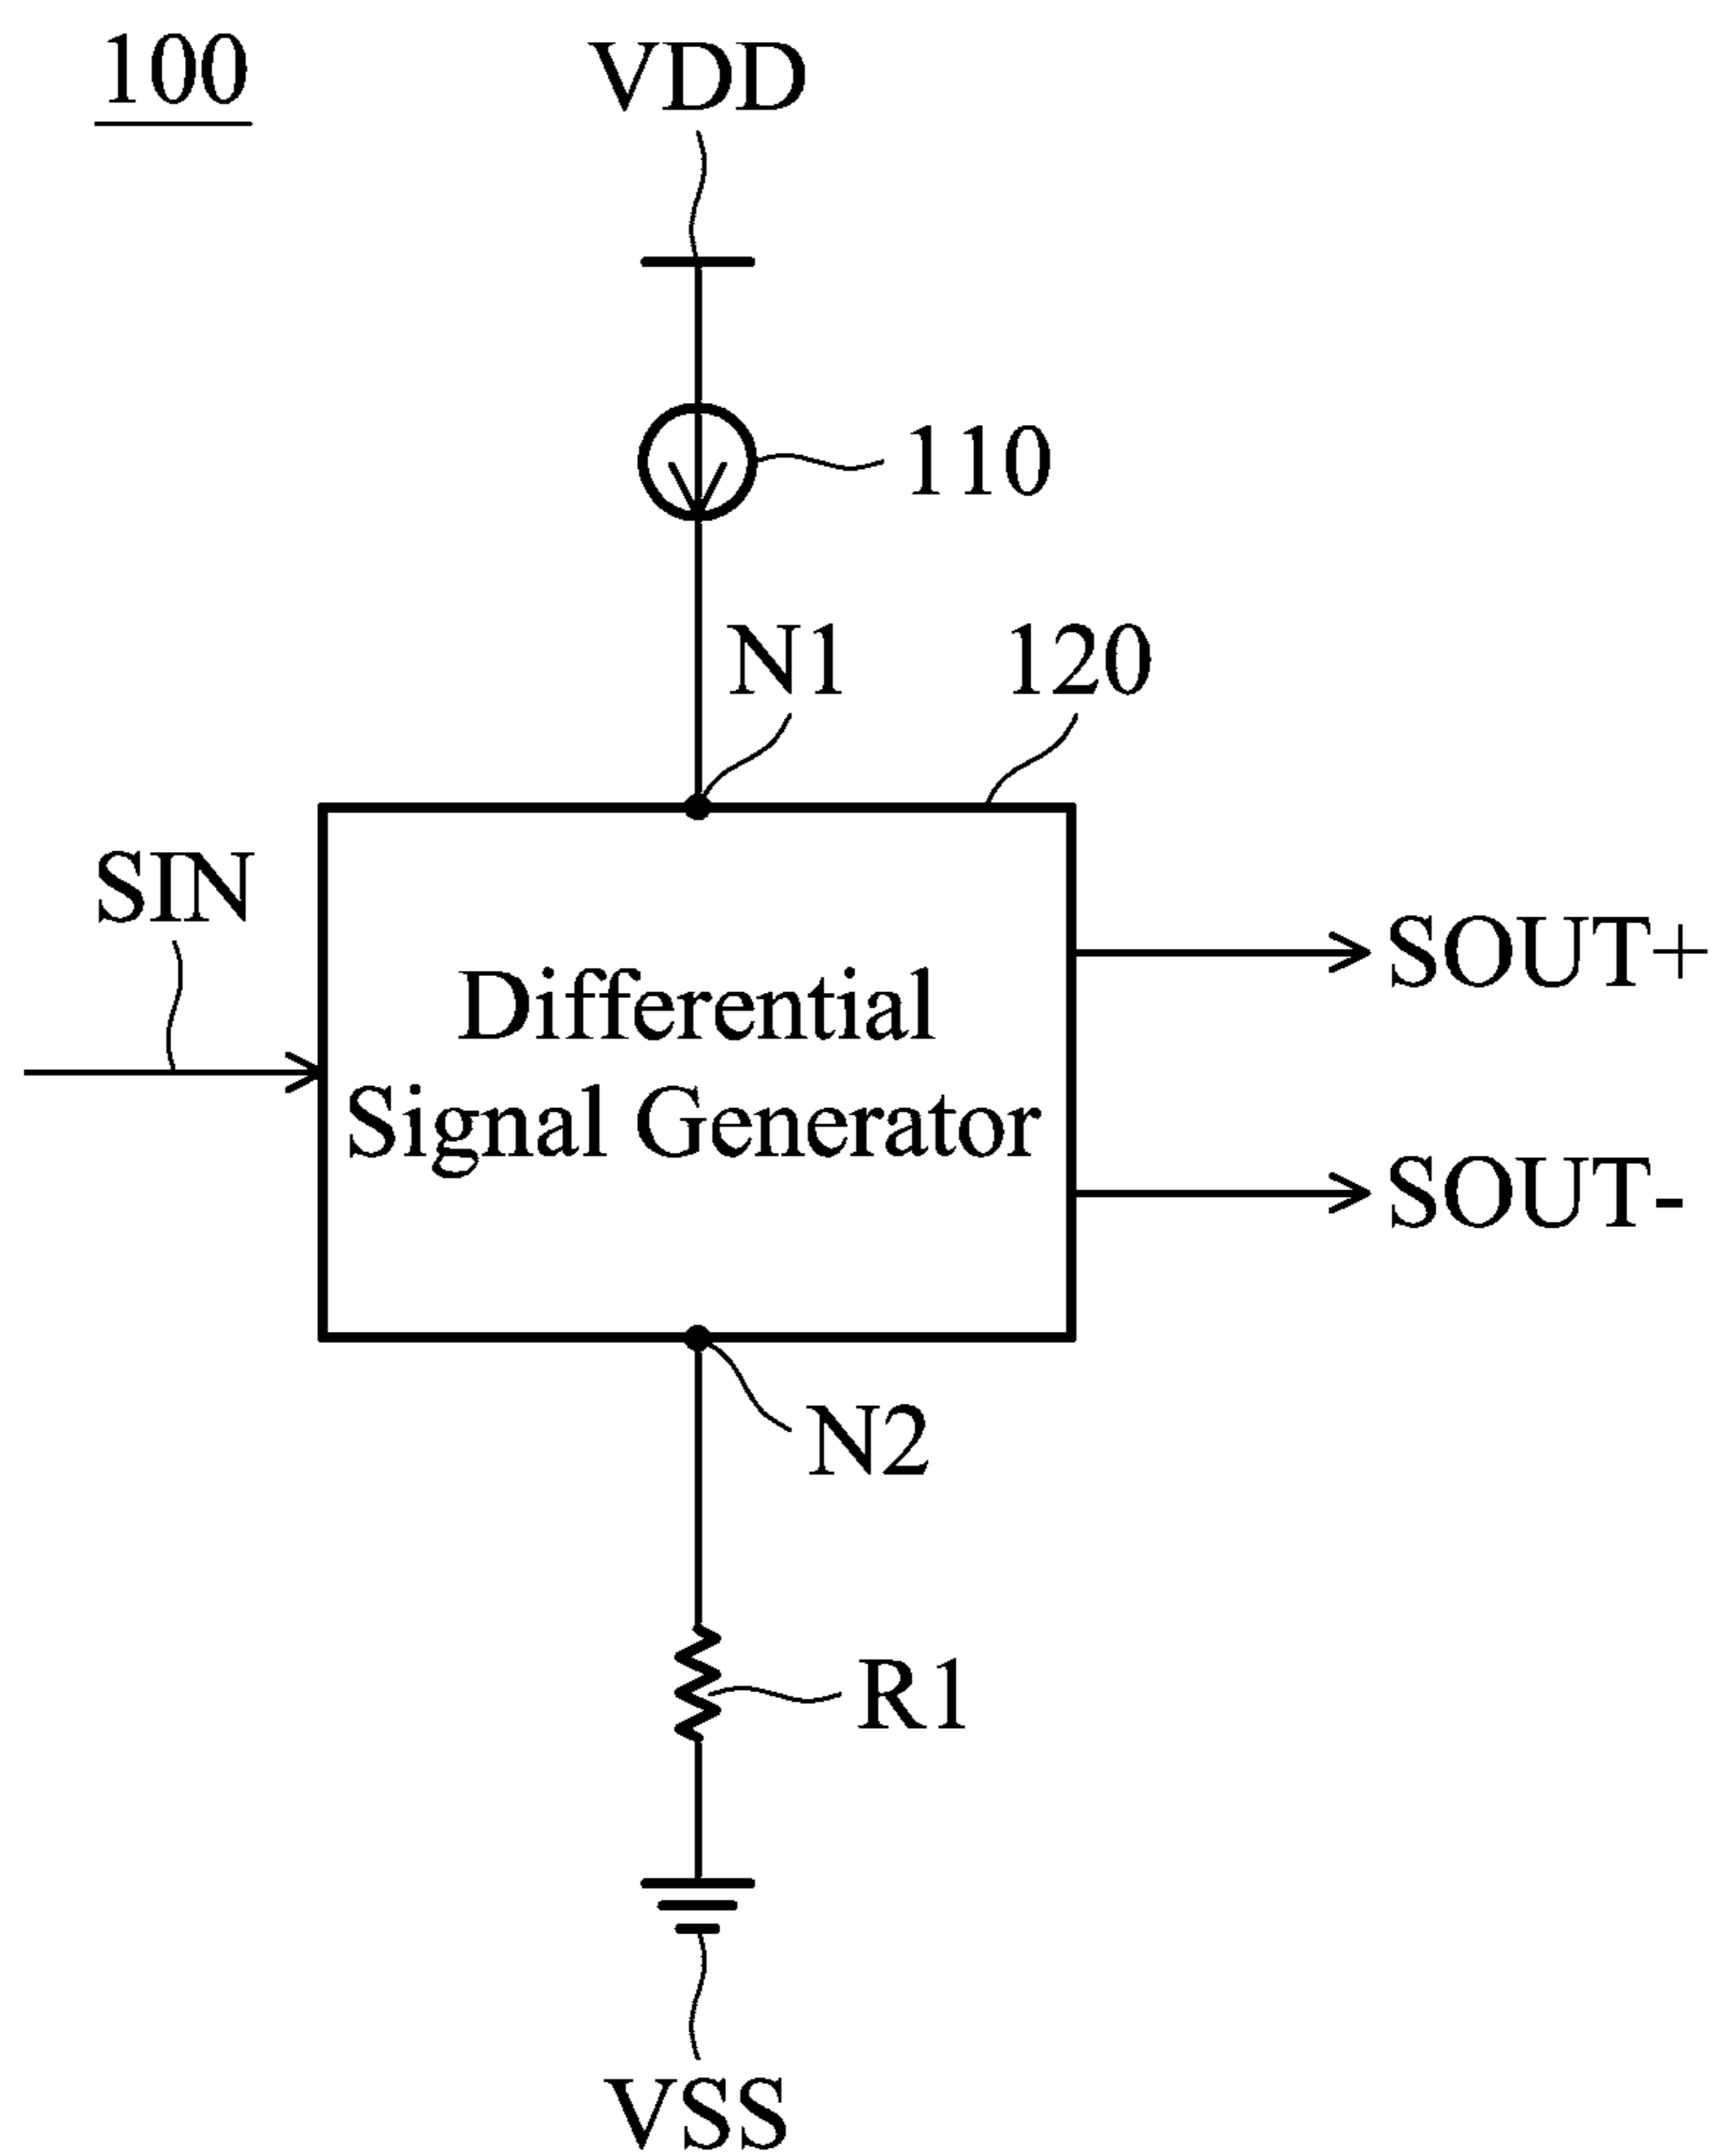 100
VDD
110
N1
120
SIN
SOUT+
Differential
Signal Generator
SOUT-
N2
R1
VSS